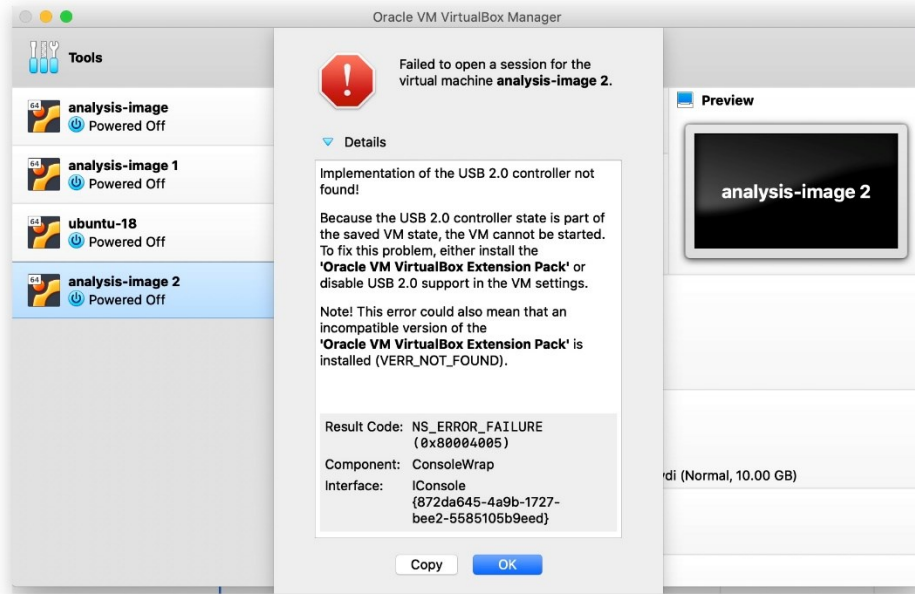 Oracle VM VirtualBox Manager
Tools
64
analysis-image
Powered Off
64
analysis-image 1
Powered Off
64
ubuntu-18
Powered Off
64
analysis-image 2
Powered Off
Failed to open a session for the
virtual machine analysis-image 2.
Details
Implementation of the USB 2.0 controller not
found!
Because the USB 2.0 controller state is part of
the saved VM state, the VM cannot be started.
To fix this problem, either install the
'Oracle VM VirtualBox Extension Pack' or
disable USB 2.0 support in the VM settings.
Note! This error could also mean that an
incompatible version of the
'Oracle VM VirtualBox Extension Pack' is
installed (VERR_NOT_FOUND).
Result Code: NS_ERROR_FAILURE
(0x80004005)
Component: ConsoleWrap
Interface: IConsole
{872da645-4a9b-1727-
bee2-5585105b9eed}
Copy
OK
Preview
analysis-image 2
(Normal, 10.00 GB)